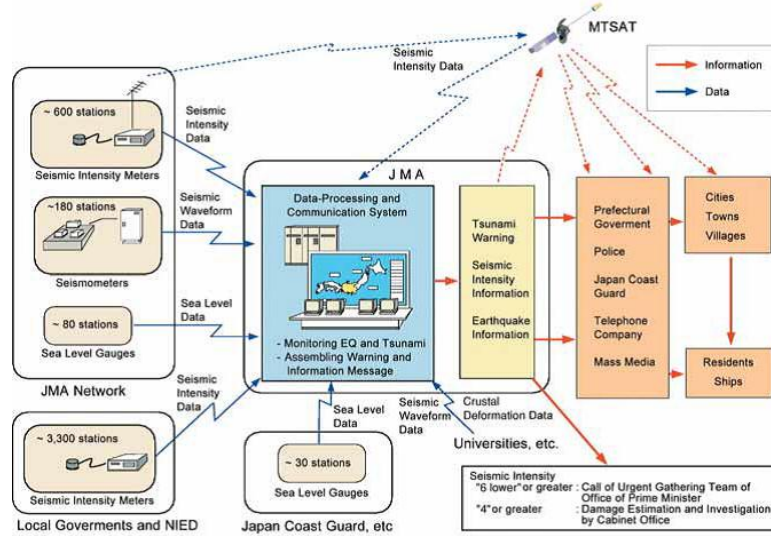 MTSAT
Seismic
Intensity Data
Information
Data
~ 600 stations
Seismic Intensity Meters
Seismic
Intensity
Data
~180 stations
Seismometers
Seismic
Waveform
Data
~ 80 stations
Sea Level Gauges
Sea Level
Data
JMA Network
Seismic
Intensity
Data
~ 3,300 stations
Seismic Intensity Meters
Local Goverments and NIED
J M A
Data-Processing and
Communication System
- Monitoring EQ and Tsunami
- Assembling Warning and
Information Message
Tsunami
Warning
Seismic
Intensity
Information
Earthquake
Information
Prefectural
Goverment
Police
Japan Coast
Guard
Telephone
Company
Mass Media
Cities
Towns
Villages
Residents
Ships
Sea Level
Data
~ 30 stations
Sea Level Gauges
Japan Coast Guard, etc
Seismic
Waveform
Data
Crustal
Deformation Data
Universities, etc.
Seismic Intensity
"6 lower" or greater : Call of Urgent Gathering Team of
Office of Prime Minister
"4" or greater : Damage Estimation and Investigation
by Cabinet Office